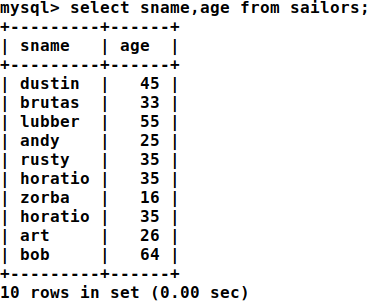 mysql> select sname,age from sailors;
+---------+------+
| sname   | age  |
+---------+------+
| dustin  |   45 |
| brutas  |   33 |
| lubber  |   55 |
| andy    |   25 |
| rusty   |   35 |
| horatio |   35 |
| zorba   |   16 |
| horatio |   35 |
| art     |   26 |
| bob     |   64 |
+---------+------+
10 rows in set (0.00 sec)